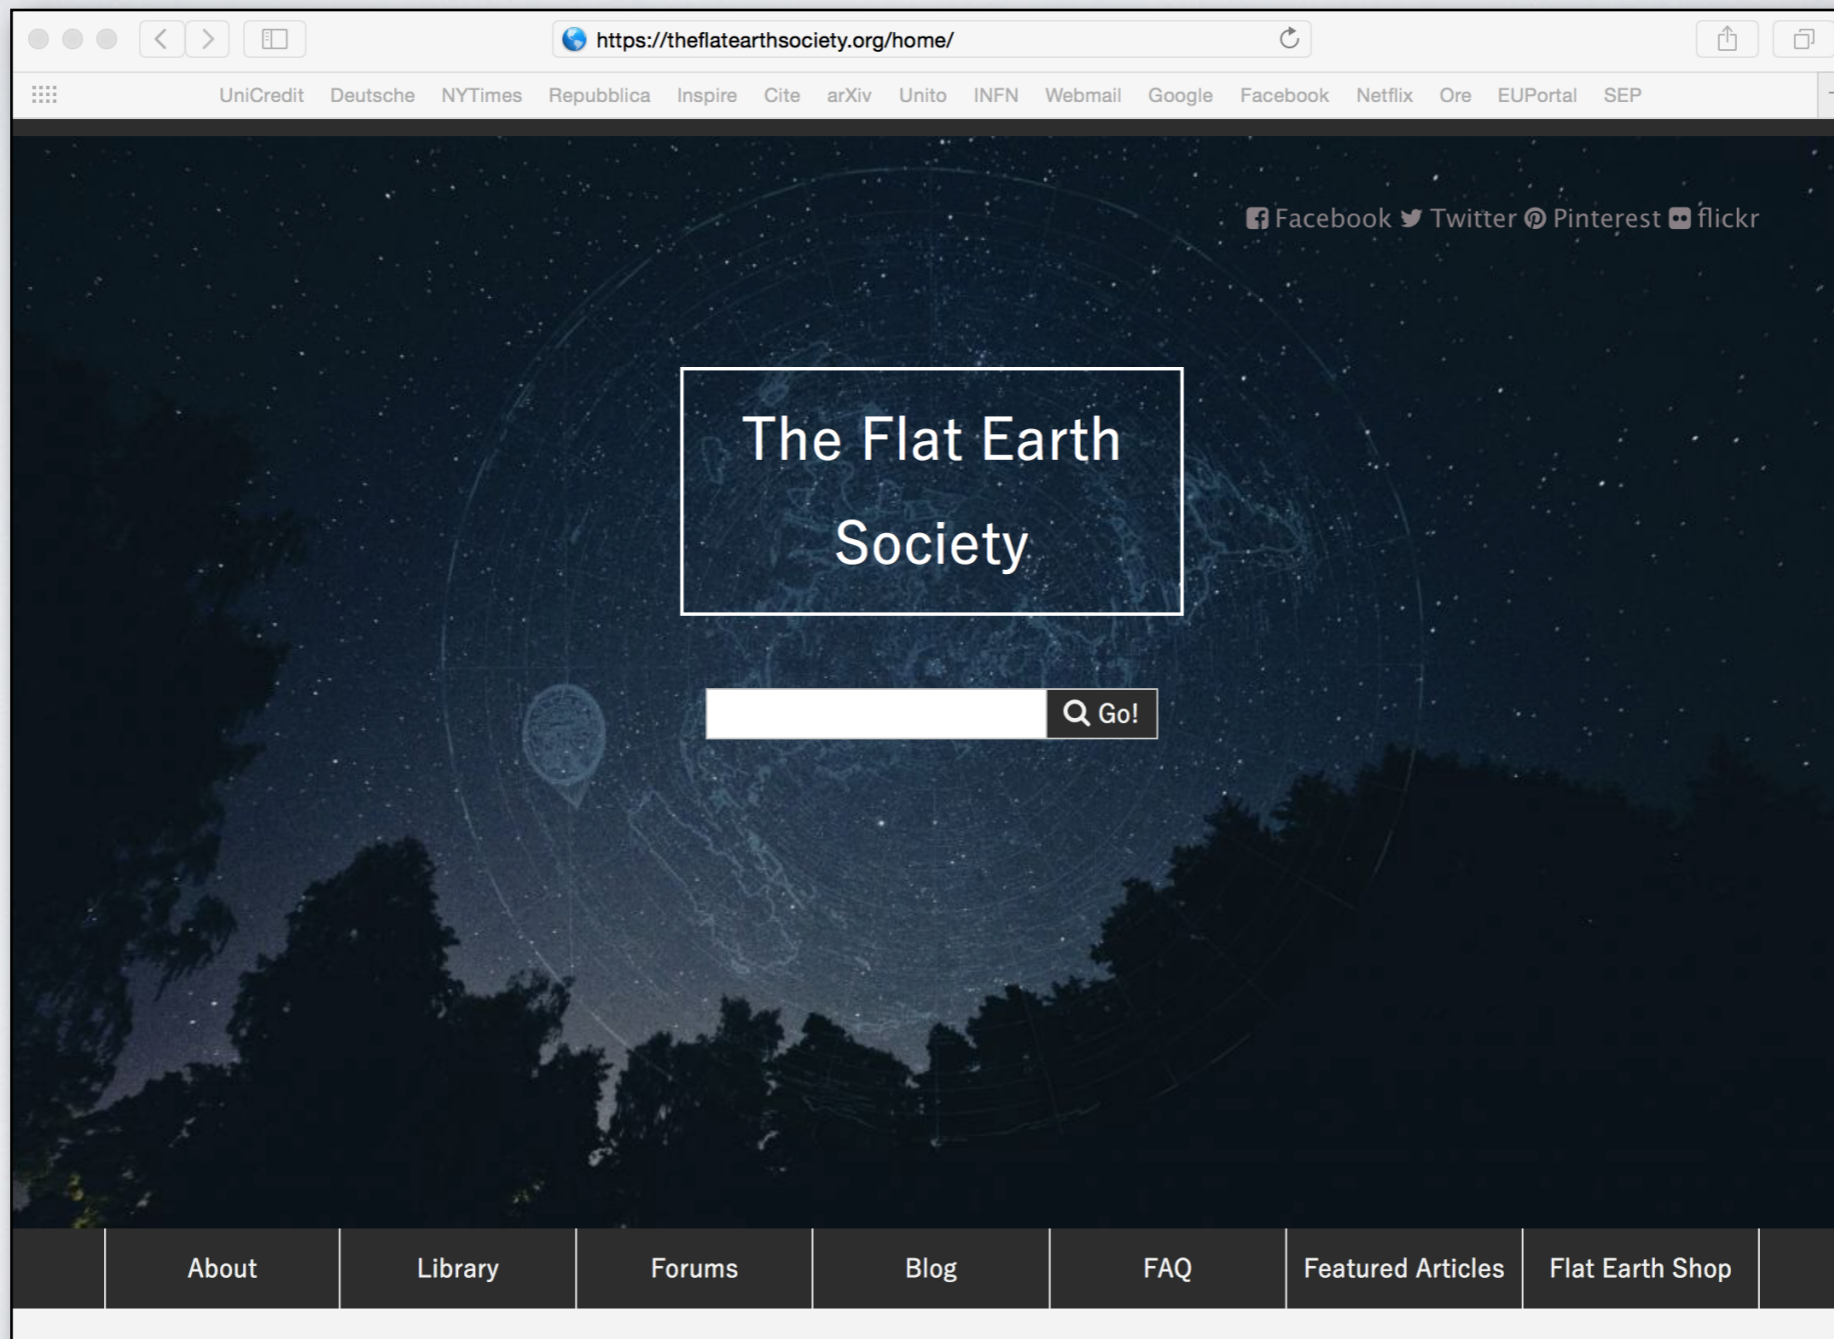 https://theflatearthsociety.org/home/
UniCredit Deutsche NYTimes Repubblica Inspire Cite arXiv Unito INFN Webmail Google Facebook Netflix Ore EUPortal SEP
Facebook Twitter Pinterest flickr
The Flat Earth
Society
Go!
About Library Forums Blog FAQ Featured Articles Flat Earth Shop